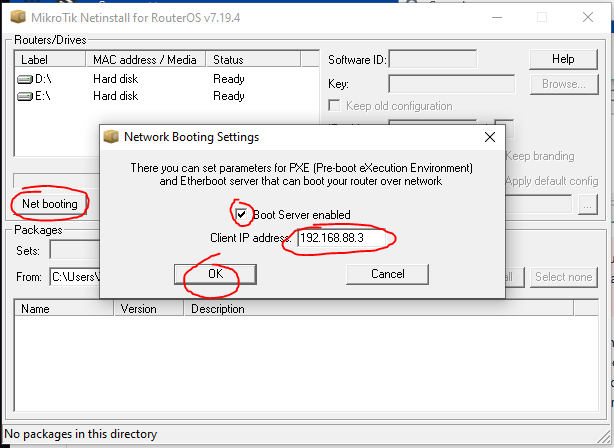 MikroTik Netinstall for RouterOS v7.19.4
Routers/Drives
Label MAC address / Media Status
D:\ Hard disk Ready
E:\ Hard disk Ready
Software ID:
Help
Key:
Browse...
Keep old configuration
Keep branding
Apply default config
...
Net booting
Network Booting Settings
There you can set parameters for PXE (Pre-boot eXecution Environment)
and Etherboot server that can boot your router over network
Boot Server enabled
Client IP address: 192.168.88.3
OK Cancel
Packages
Sets:
From: C:\Users\
Select none
Name Version Description
No packages in this directory